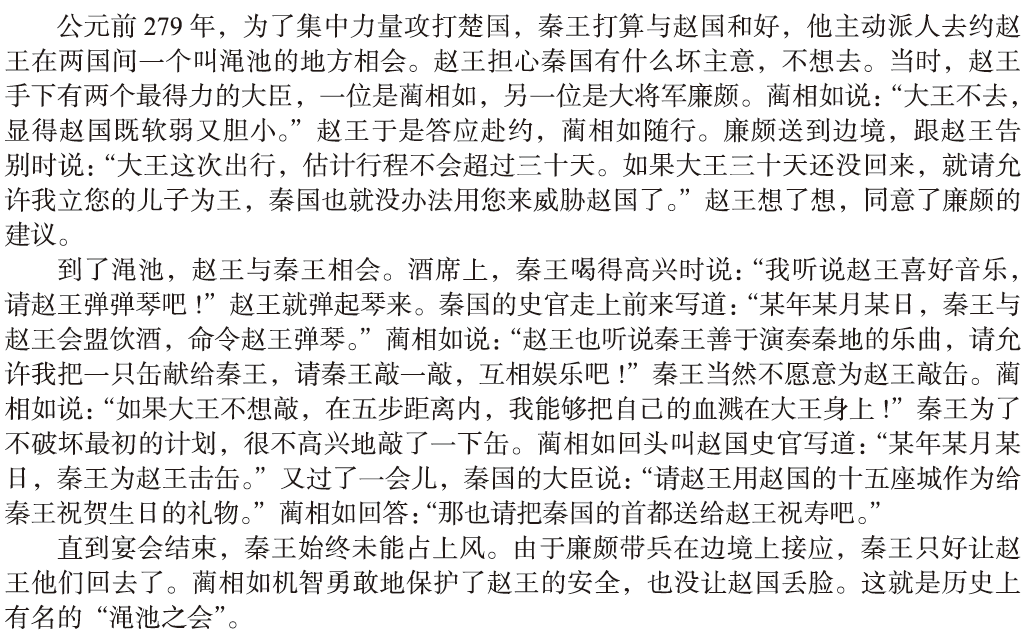 公元前 279 年，为了集中力量攻打楚国，秦王打算与赵国和好，他主动派人去约赵
王在两国间一个叫渑池的地方相会。赵王担心秦国有什么坏主意，不想去。当时，赵王
手下有两个最得力的大臣，一位是蔺相如，另一位是大将军廉颇。蔺相如说：“大王不去，
显得赵国既软弱又胆小。”赵王于是答应赴约，蔺相如随行。廉颇送到边境，跟赵王告
别时说：“大王这次出行，估计行程不会超过三十天。如果大王三十天还没回来，就请允
许我立您的儿子为王，秦国也就没办法用您来威胁赵国了。”赵王想了想，同意了廉颇的
建议。
到了渑池，赵王与秦王相会。酒席上，秦王喝得高兴时说：“我听说赵王喜好音乐，
请赵王弹弹琴吧！”赵王就弹起琴来。秦国的史官走上前来写道：“某年某月某日，秦王与
赵王会盟饮酒，命令赵王弹琴。”蔺相如说：“赵王也听说秦王善于演奏秦地的乐曲，请允
许我把一只缶献给秦王，请秦王敲一敲，互相娱乐吧！”秦王当然不愿意为赵王敲缶。蔺
相如说：“如果大王不想敲，在五步距离内，我能够把自己的血溅在大王身上！”秦王为了
不破坏最初的计划，很不高兴地敲了一下缶。蔺相如回头叫赵国史官写道：“某年某月某
日，秦王为赵王击缶。”又过了一会儿，秦国的大臣说：“请赵王用赵国的十五座城作为给
秦王祝贺生日的礼物。”蔺相如回答：“那也请把秦国的首都送给赵王祝寿吧。”
直到宴会结束，秦王始终未能占上风。由于廉颇带兵在边境上接应，秦王只好让赵
王他们回去了。蔺相如机智勇敢地保护了赵王的安全，也没让赵国丢脸。这就是历史上
有名的“渑池之会”。